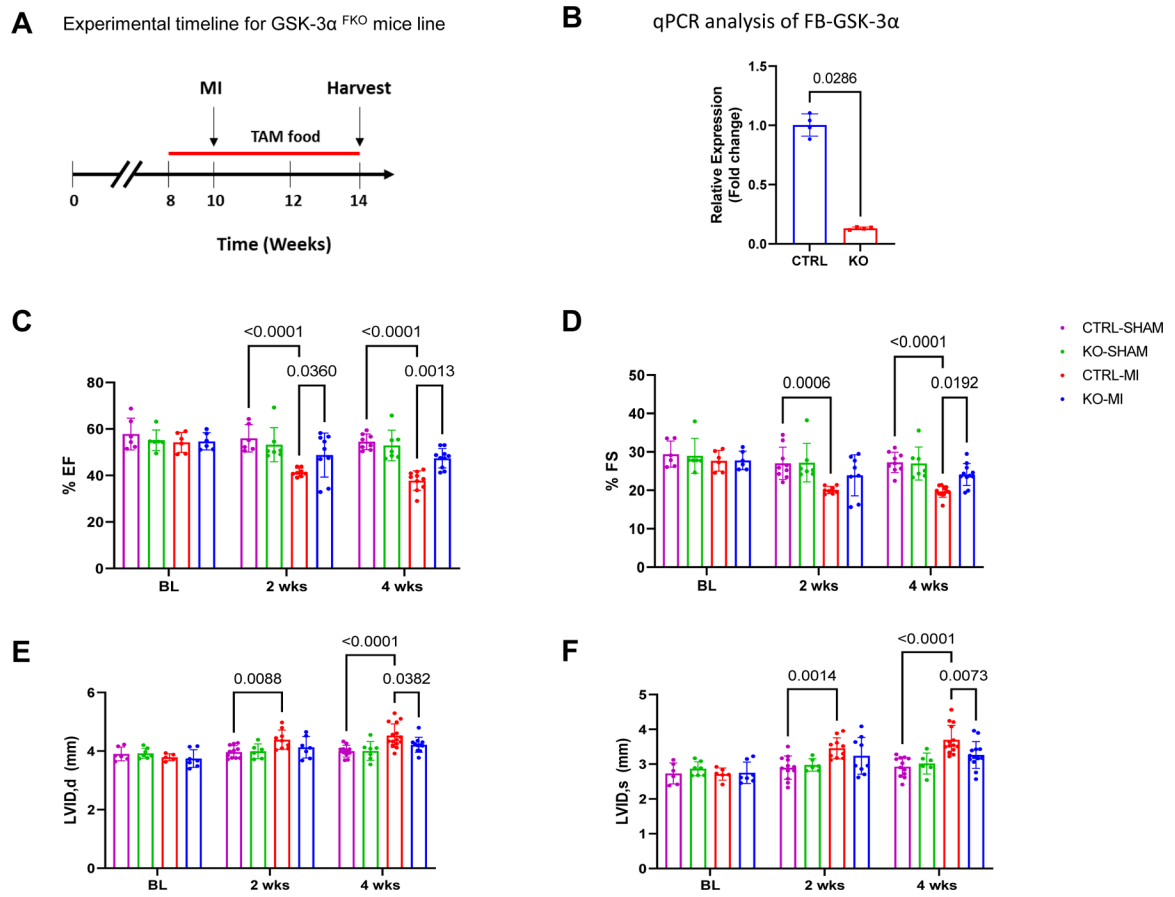 A
Experimental timeline for GSK-3α FKO mice line
MI
Harvest
TAM food
0
8
10
12
14
Time (Weeks)
B
qPCR analysis of FB-GSK-3α
Relative Expression
(Fold change)
1.5
1.0
0.5
0.0
0.0286
CTRL
KO
C
% EF
80
60
40
20
0
<0.0001
0.0360
<0.0001
0.0013
BL
2 wks
4 wks
D
% FS
50
40
30
20
10
0
0.0006
<0.0001
0.0192
BL
2 wks
4 wks
CTRL-SHAM
KO-SHAM
CTRL-MI
KO-MI
E
LVID,d (mm)
6
4
2
0
0.0088
<0.0001
0.0382
BL
2 wks
4 wks
F
LVID,s (mm)
5
4
3
2
1
0
0.0014
<0.0001
0.0073
BL
2 wks
4 wks